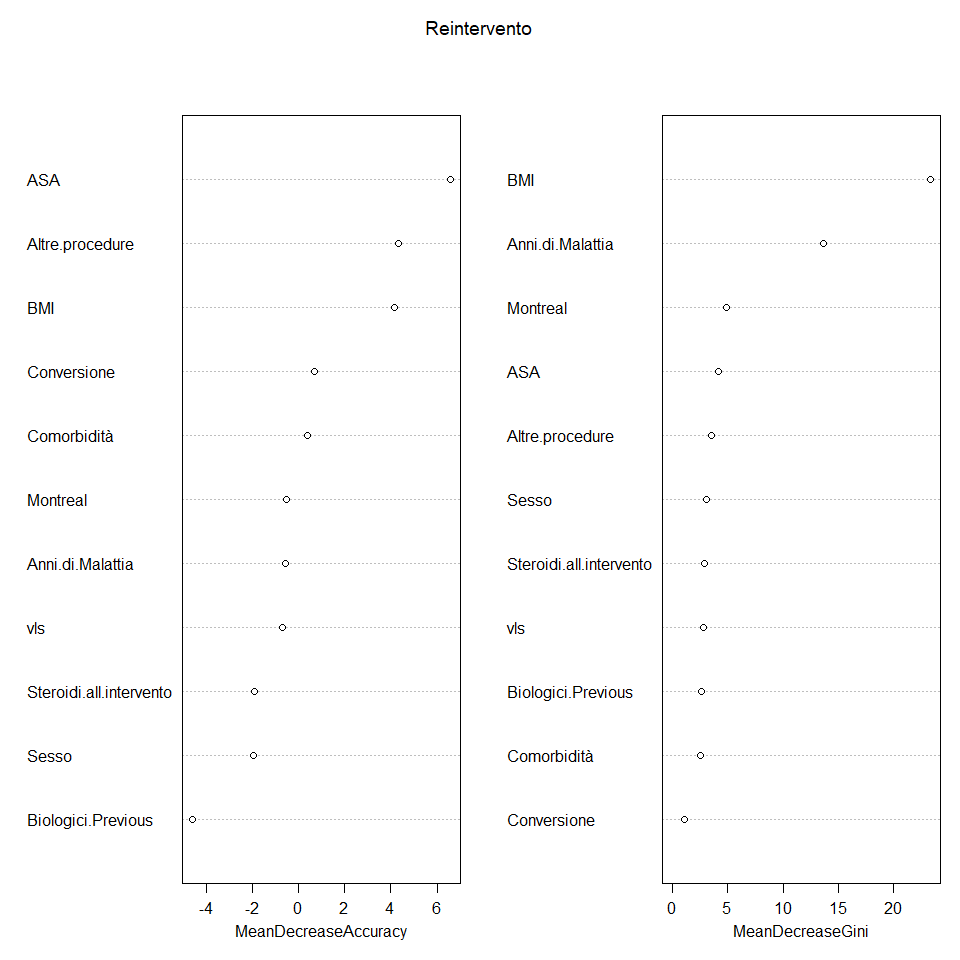 Reintervento
ASA
Altre.procedure
BMI
Conversione
Comorbidità
Montreal
Anni.di.Malattia
vls
Steroidi.all.intervento
Sesso
Biologici.Previous
-4 -2 0 2 4 6
MeanDecreaseAccuracy
BMI
Anni.di.Malattia
Montreal
ASA
Altre.procedure
Sesso
Steroidi.all.intervento
vls
Biologici.Previous
Comorbidità
Conversione
0 5 10 15 20
MeanDecreaseGini